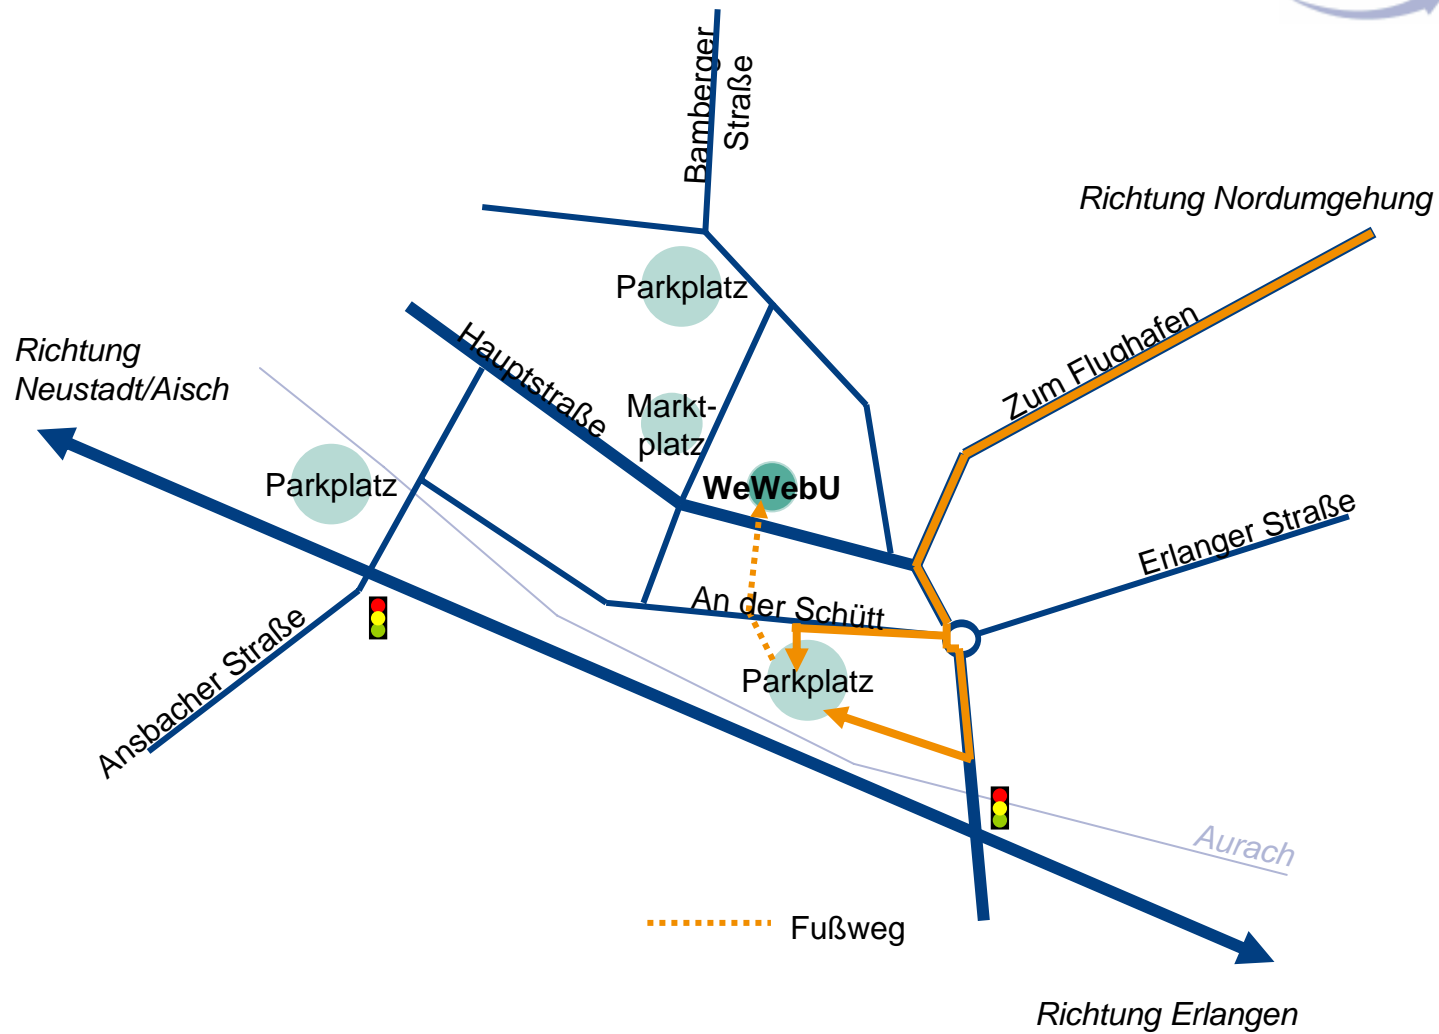 Bamberger
Straße
Richtung Nordumgehung
Parkplatz
Zum Flughafen
Hauptstraße
Richtung
Neustadt/Aisch
Markt-
platz
Parkplatz
WeWebU
Erlanger Straße
An der Schütt
Ansbacher Straße
Parkplatz
Aurach
Fußweg
Richtung Erlangen